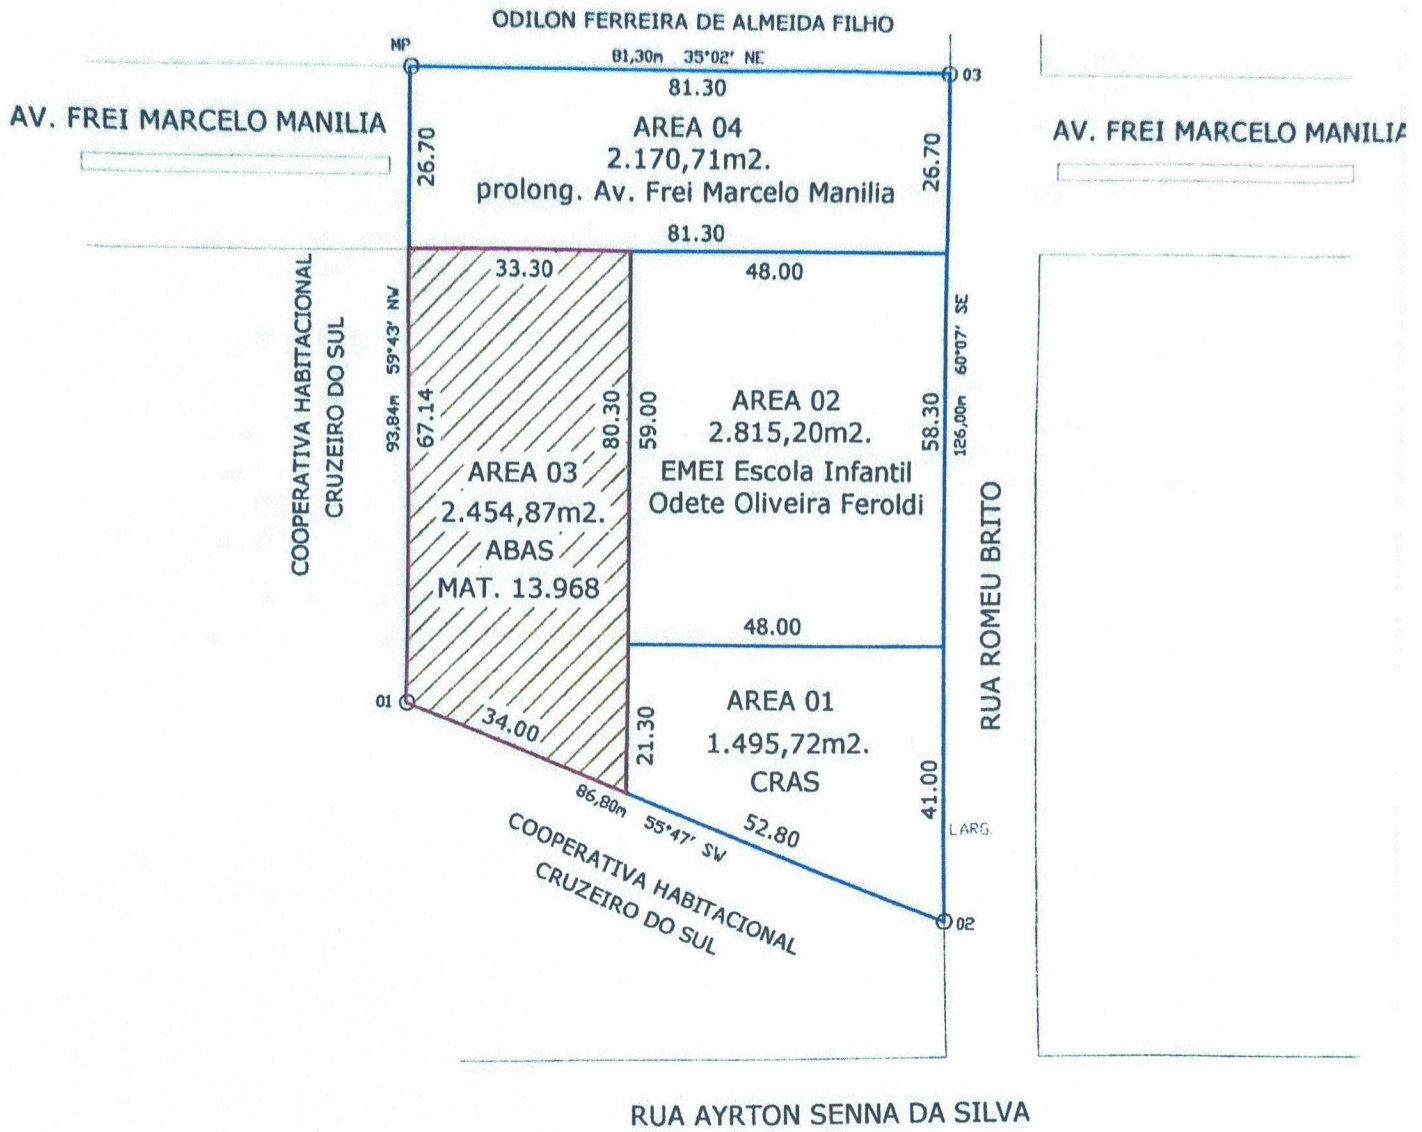 ODILON FERREIRA DE ALMEIDA FILHO
MP
81,30m 35°02' NE
03
81.30
AV. FREI MARCELO MANILIA
AREA 04
2.170,71m2.
prolong. Av. Frei Marcelo Manilia
26.70
26.70
AV. FREI MARCELO MANILIA
81.30
33.30
48.00
COOPERATIVA HABITACIONAL
CRUZEIRO DO SUL
93,84m 59°43' NW
67.14
80.30
59.00
AREA 02
2.815,20m2.
EMEI Escola Infantil
Odete Oliveira Feroldi
58.30
126,00m 60°07' SE
AREA 03
2.454,87m2.
ABAS
MAT. 13.968
RUA ROMEU BRITO
48.00
01
34.00
21.30
AREA 01
1.495,72m2.
CRAS
41.00
LARG.
86,80m 55°47' SW
52.80
COOPERATIVA HABITACIONAL
CRUZEIRO DO SUL
02
RUA AYRTON SENNA DA SILVA